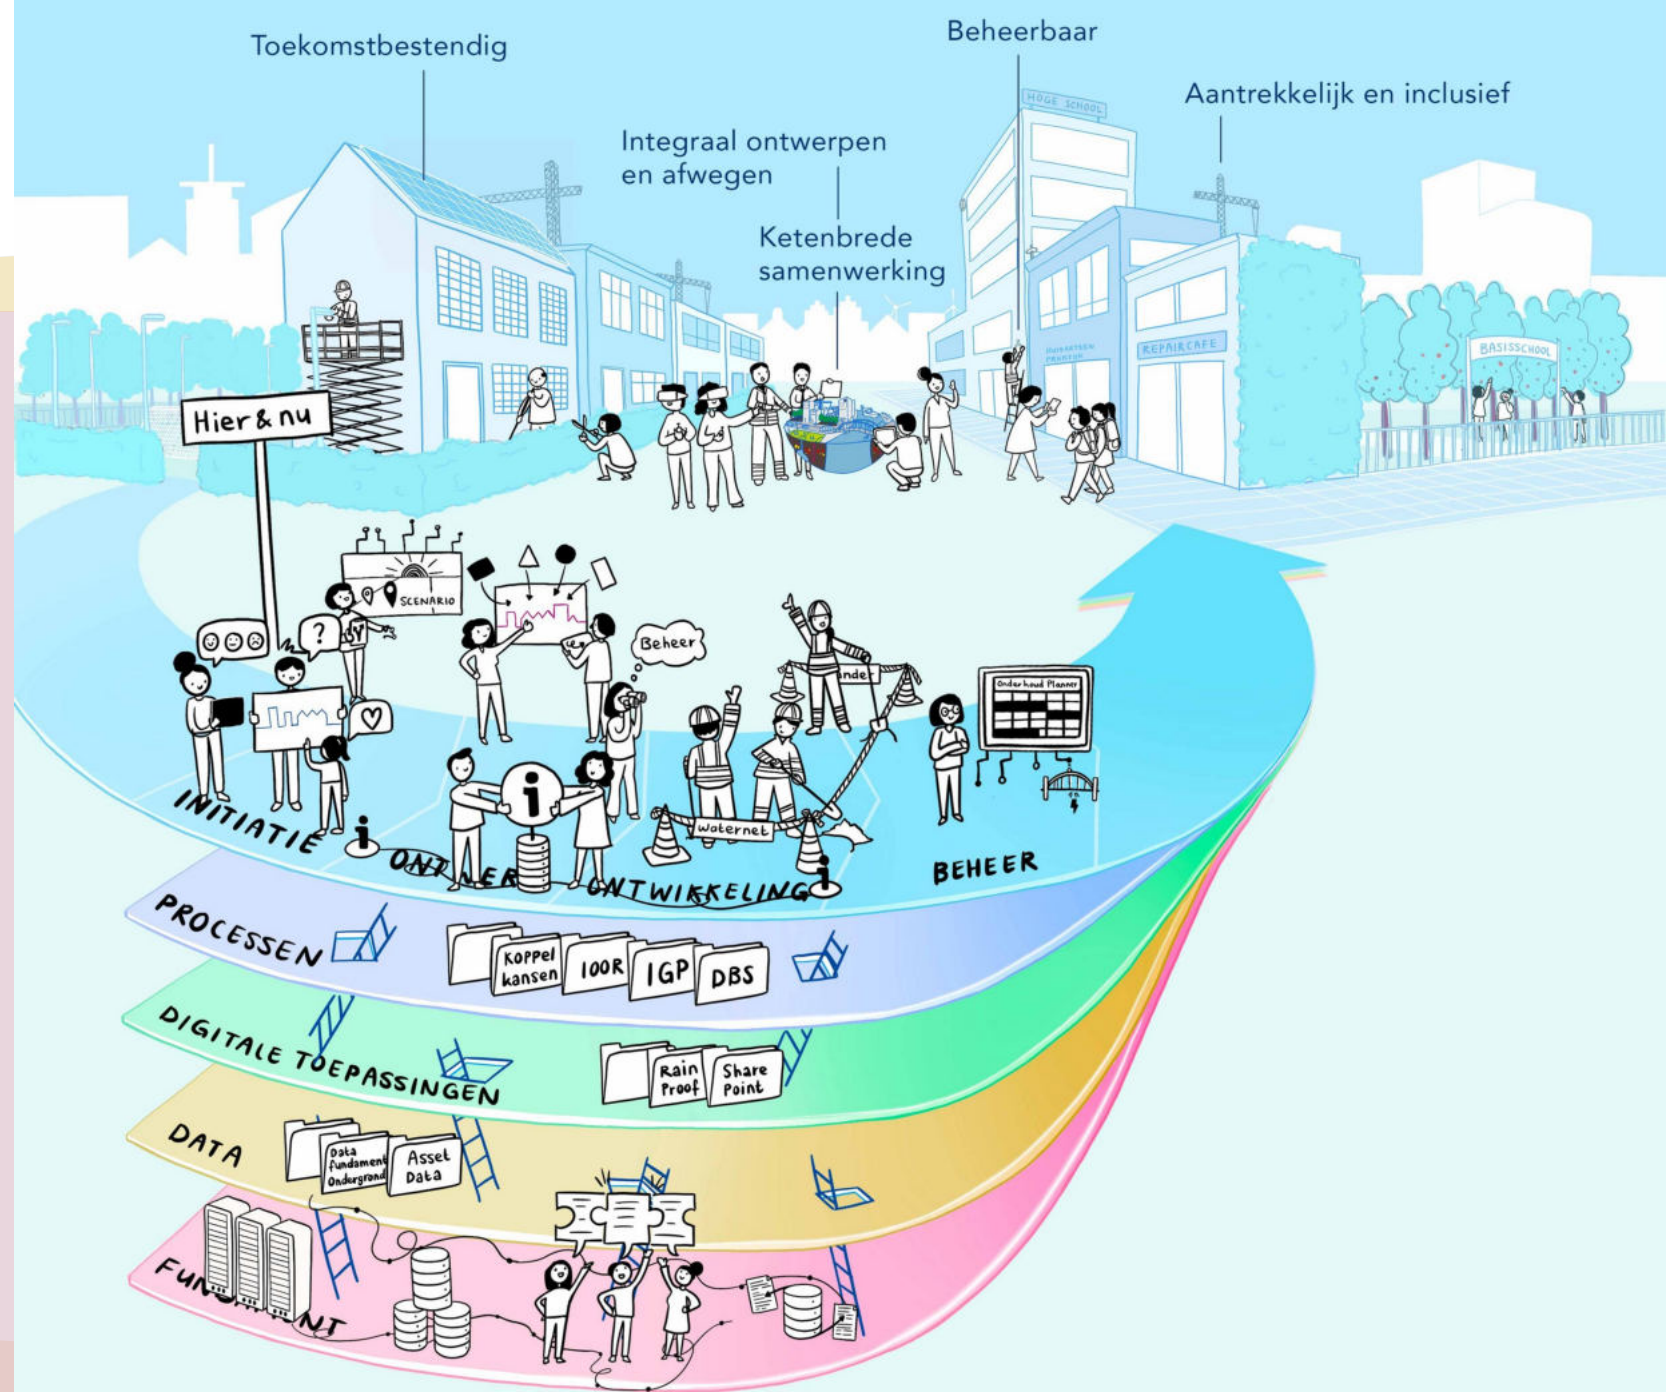 Toekomstbestendig
Beheerbaar
Aantrekkelijk en inclusief
Integraal ontwerpen
en afwegen
Ketenbrede
samenwerking
HOGE SCHOOL
REPAIRCAFE
BASISSCHOOL
Hier & nu
SCENARIO
?
Beheer
Onderhoud Planner
waternet
i
INITIATIE
i
ONTWIKKELING
i
BEHEER
PROCESSEN
Koppel
kansen
100R
IGP
DBS
DIGITALE TOEPASSINGEN
Rain
Proof
Share
Point
DATA
Data
fundament
Ondergrond
Asset
Data